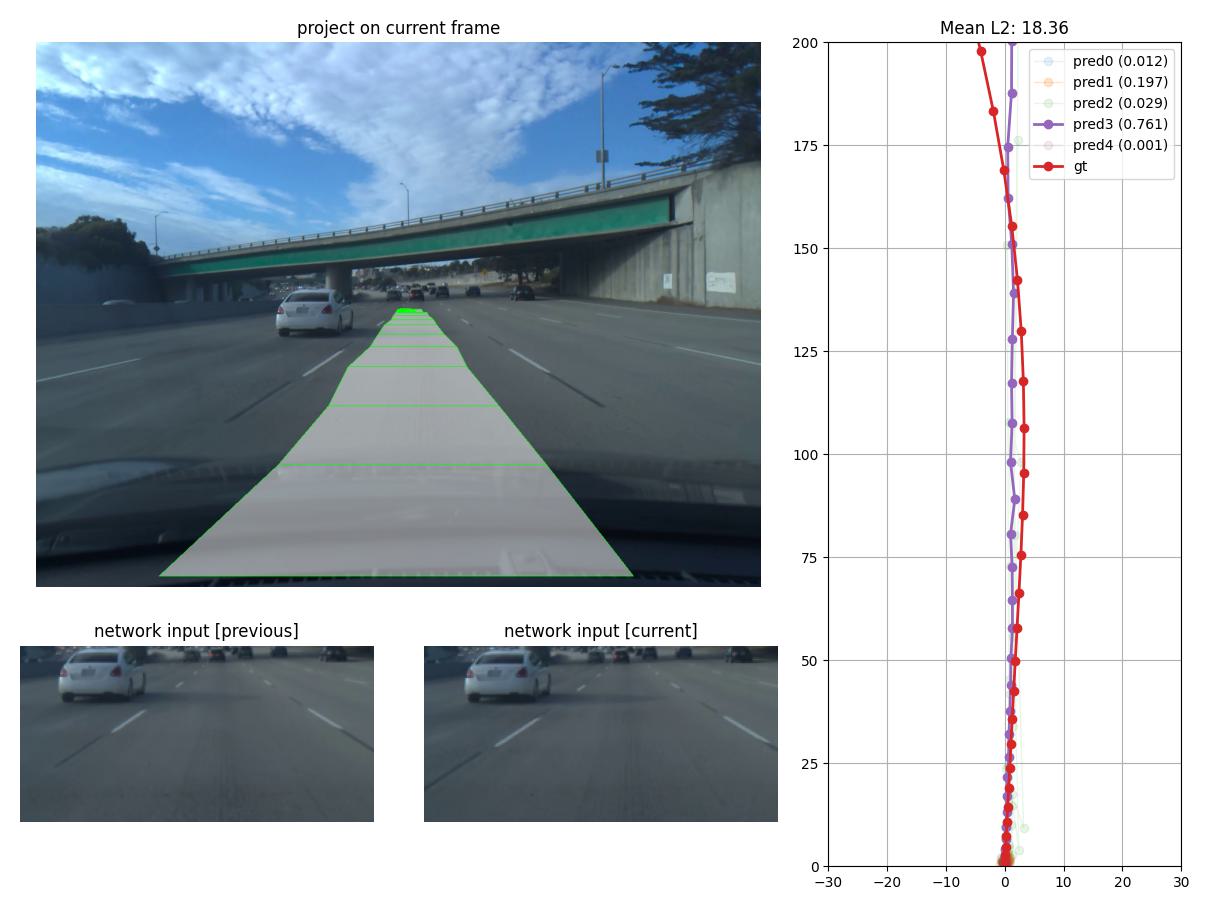 project on current frame
Mean L2: 18.36
200
175
150
125
100
75
50
25
0
−30
−20
−10
0
10
20
30
pred0 (0.012)
pred1 (0.197)
pred2 (0.029)
pred3 (0.761)
pred4 (0.001)
gt
network input [previous]
network input [current]